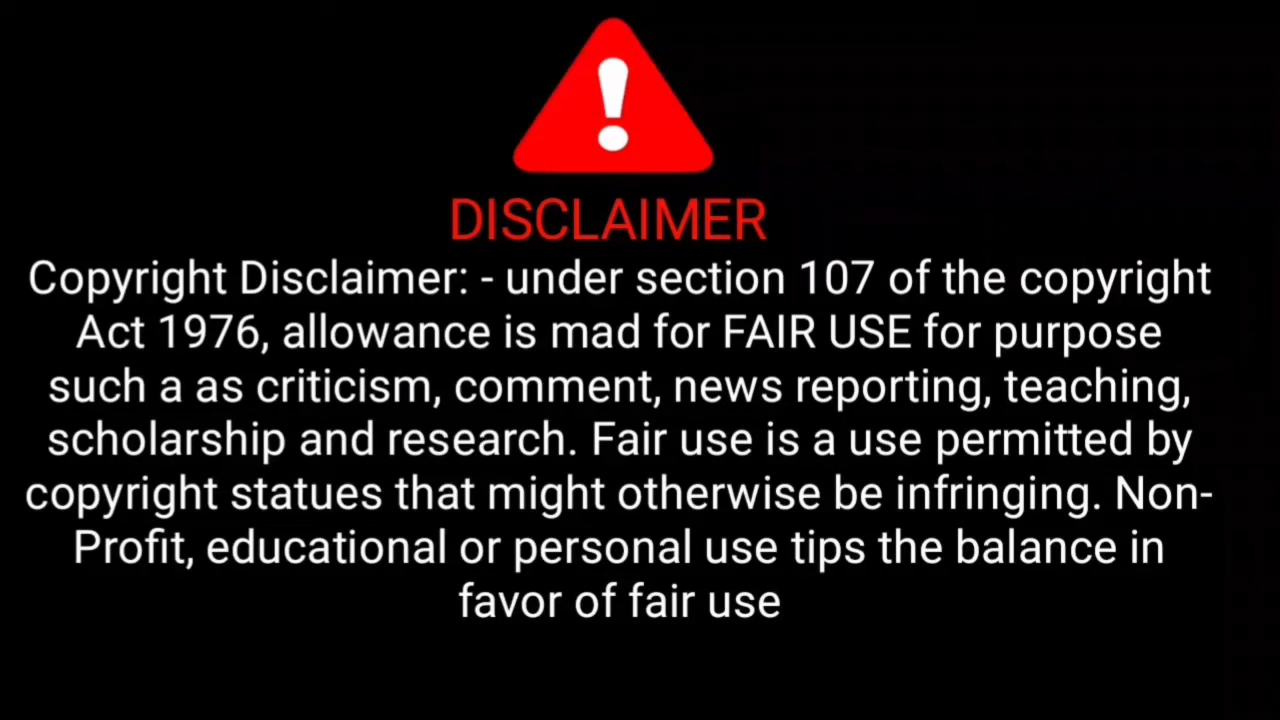 DISCLAIMER
Copyright Disclaimer: - under section 107 of the copyright
Act 1976, allowance is mad for FAIR USE for purpose
such a as criticism, comment, news reporting, teaching,
scholarship and research. Fair use is a use permitted by
copyright statues that might otherwise be infringing. Non-
Profit, educational or personal use tips the balance in
favor of fair use